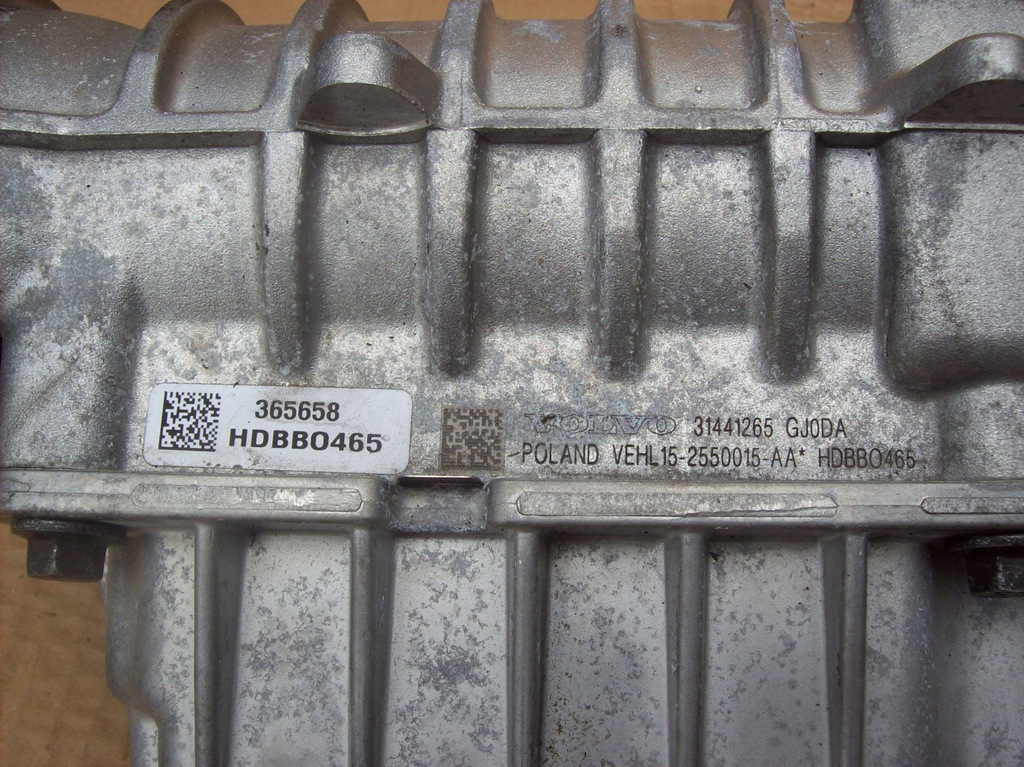 365658
HDBBO465
VOLVO 31441265 GJ0DA
POLAND VEHL15-2550015-AA* HDBBO465